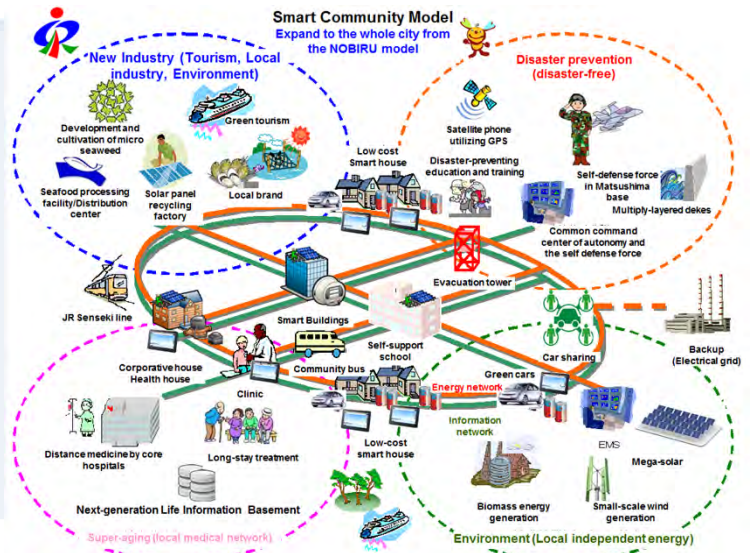 Smart Community Model
Expand to the whole city from
the NOBIRU model
New Industry (Tourism, Local
industry, Environment)
Development and
cultivation of micro
seaweed
Green tourism
Seafood processing
facility/Distribution
center
Solar panel
recycling
factory
Local brand
Low cost
Smart house
Disaster prevention
(disaster-free)
Satellite phone
utilizing GPS
Disaster-preventing
education and training
Self-defense force
in Matsushima
base
Multiply-layered dekes
Common command
center of autonomy and
the self defense force
Evacuation tower
JR Senseki line
Smart Buildings
Self-support
school
Car sharing
Backup
(Electrical grid)
Corporative house
Health house
Clinic
Community bus
Green cars
Energy network
Information
network
Low-cost
smart house
EMS
Mega-solar
Distance medicine by core
hospitals
Long-stay treatment
Next-generation Life Information Basement
Biomass energy
generation
Small-scale wind
generation
Super-aging (local medical network)
Environment (Local independent energy)